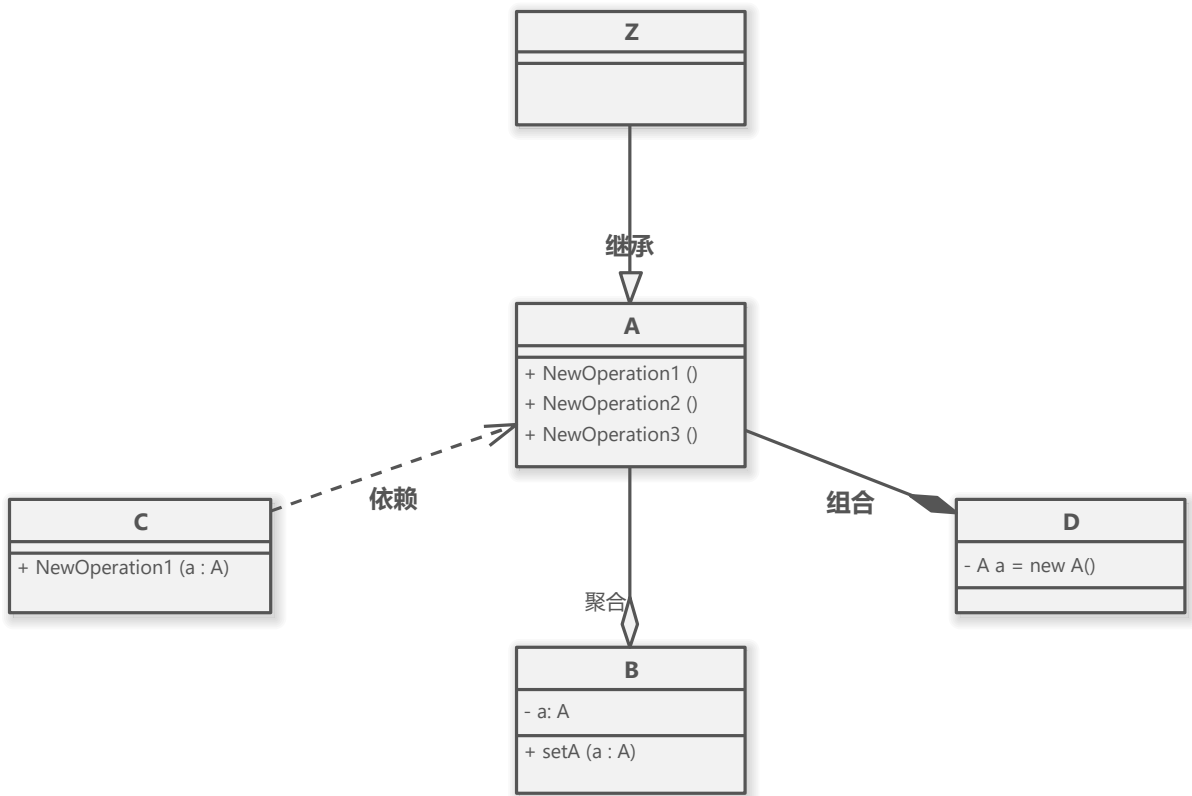 Z
继承
A
+ NewOperation1 ()
+ NewOperation2 ()
+ NewOperation3 ()
依赖
组合
C
+ NewOperation1 (a : A)
D
- A a = new A()
聚合
B
- a: A
+ setA (a : A)